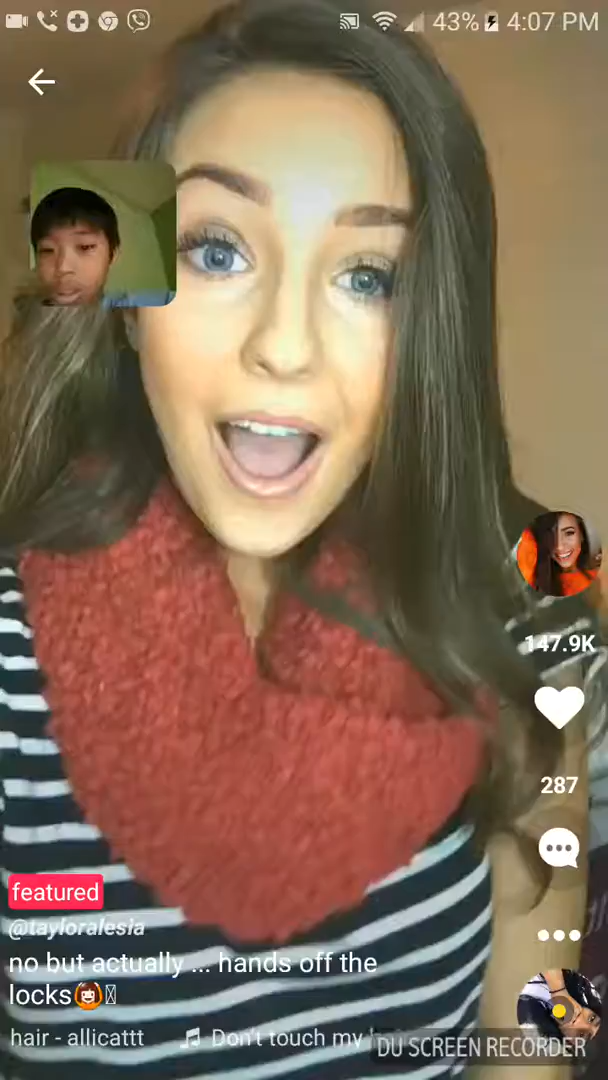 43% 4:07 PM
147.9K
287
featured
@tayloralesia
no but actually ... hands off the
locks
hair - allicattt Don't touch my
DU SCREEN RECORDER